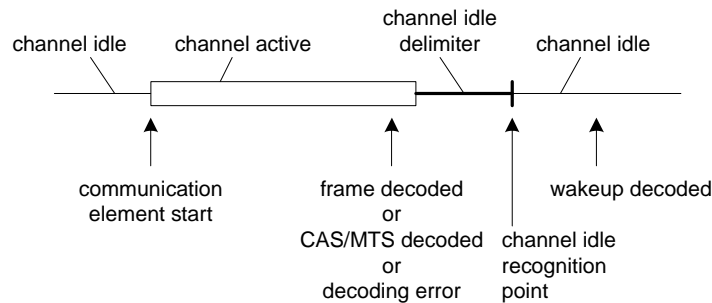 channel idle
channel active
channel idle
delimiter
channel idle
communication
element start
frame decoded
or
CAS/MTS decoded
or
decoding error
channel idle
recognition
point
wakeup decoded